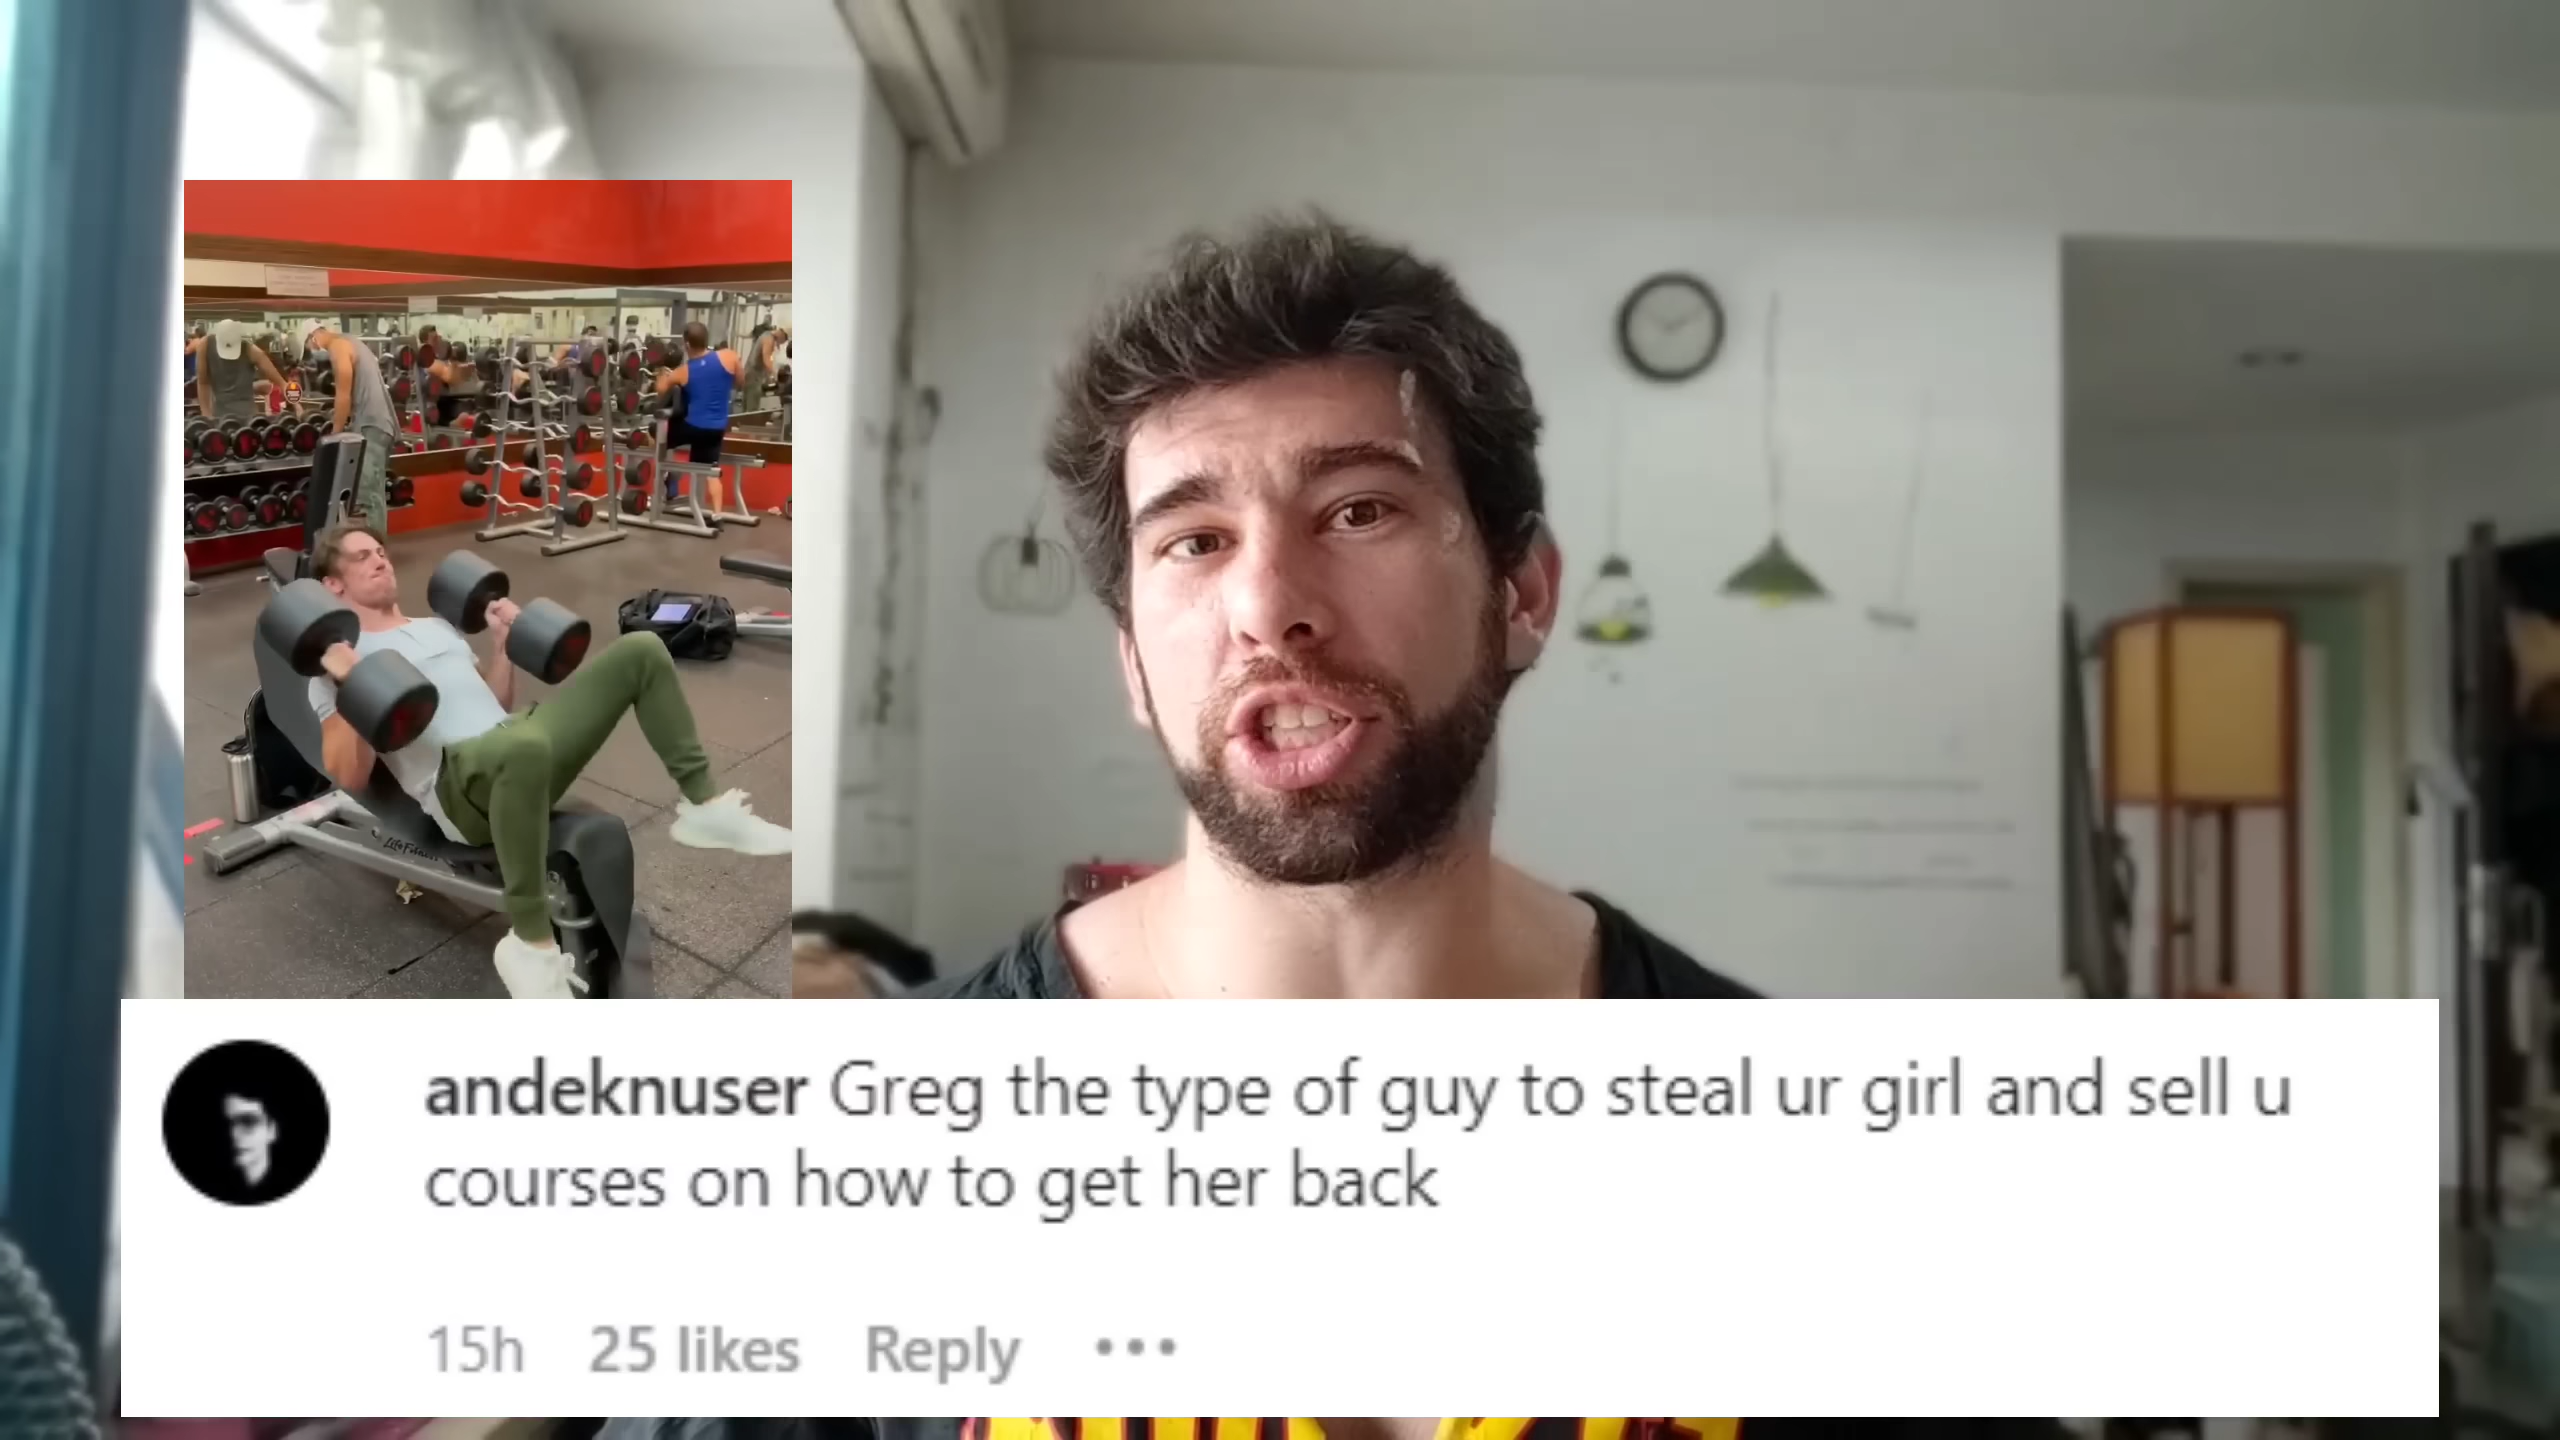 LifeFitness
andeknuser Greg the type of guy to steal ur girl and sell u
courses on how to get her back
15h 25 likes Reply •••